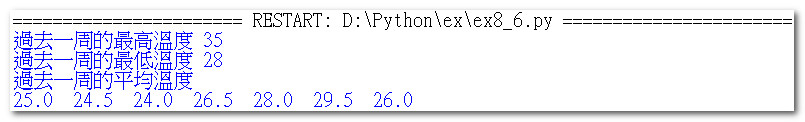 ======================= RESTART: D:\Python\ex\ex8_6.py =======================
過去一周的最高溫度 35
過去一周的最低溫度 28
過去一周的平均溫度
25.0 24.5 24.0 26.5 28.0 29.5 26.0